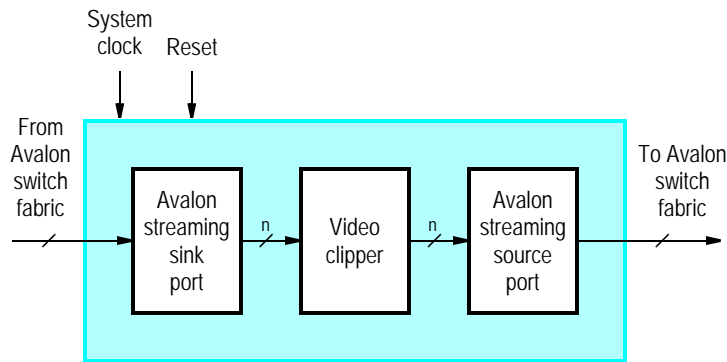 System
clock
Reset
From
Avalon
switch
fabric
Avalon
streaming
sink
port
n
Video
clipper
n
Avalon
streaming
source
port
To Avalon
switch
fabric